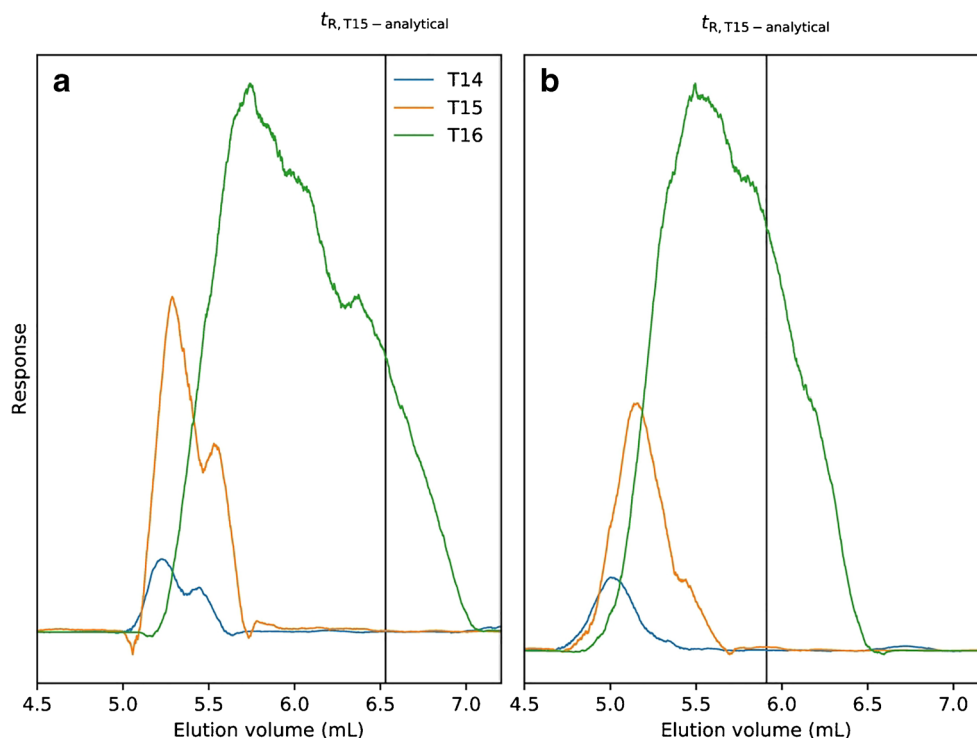 tR, T15 – analytical
tR, T15 – analytical
a
T14
T15
T16
b
Response
4.5 5.0 5.5 6.0 6.5 7.0
4.5 5.0 5.5 6.0 6.5 7.0
Elution volume (mL)
Elution volume (mL)